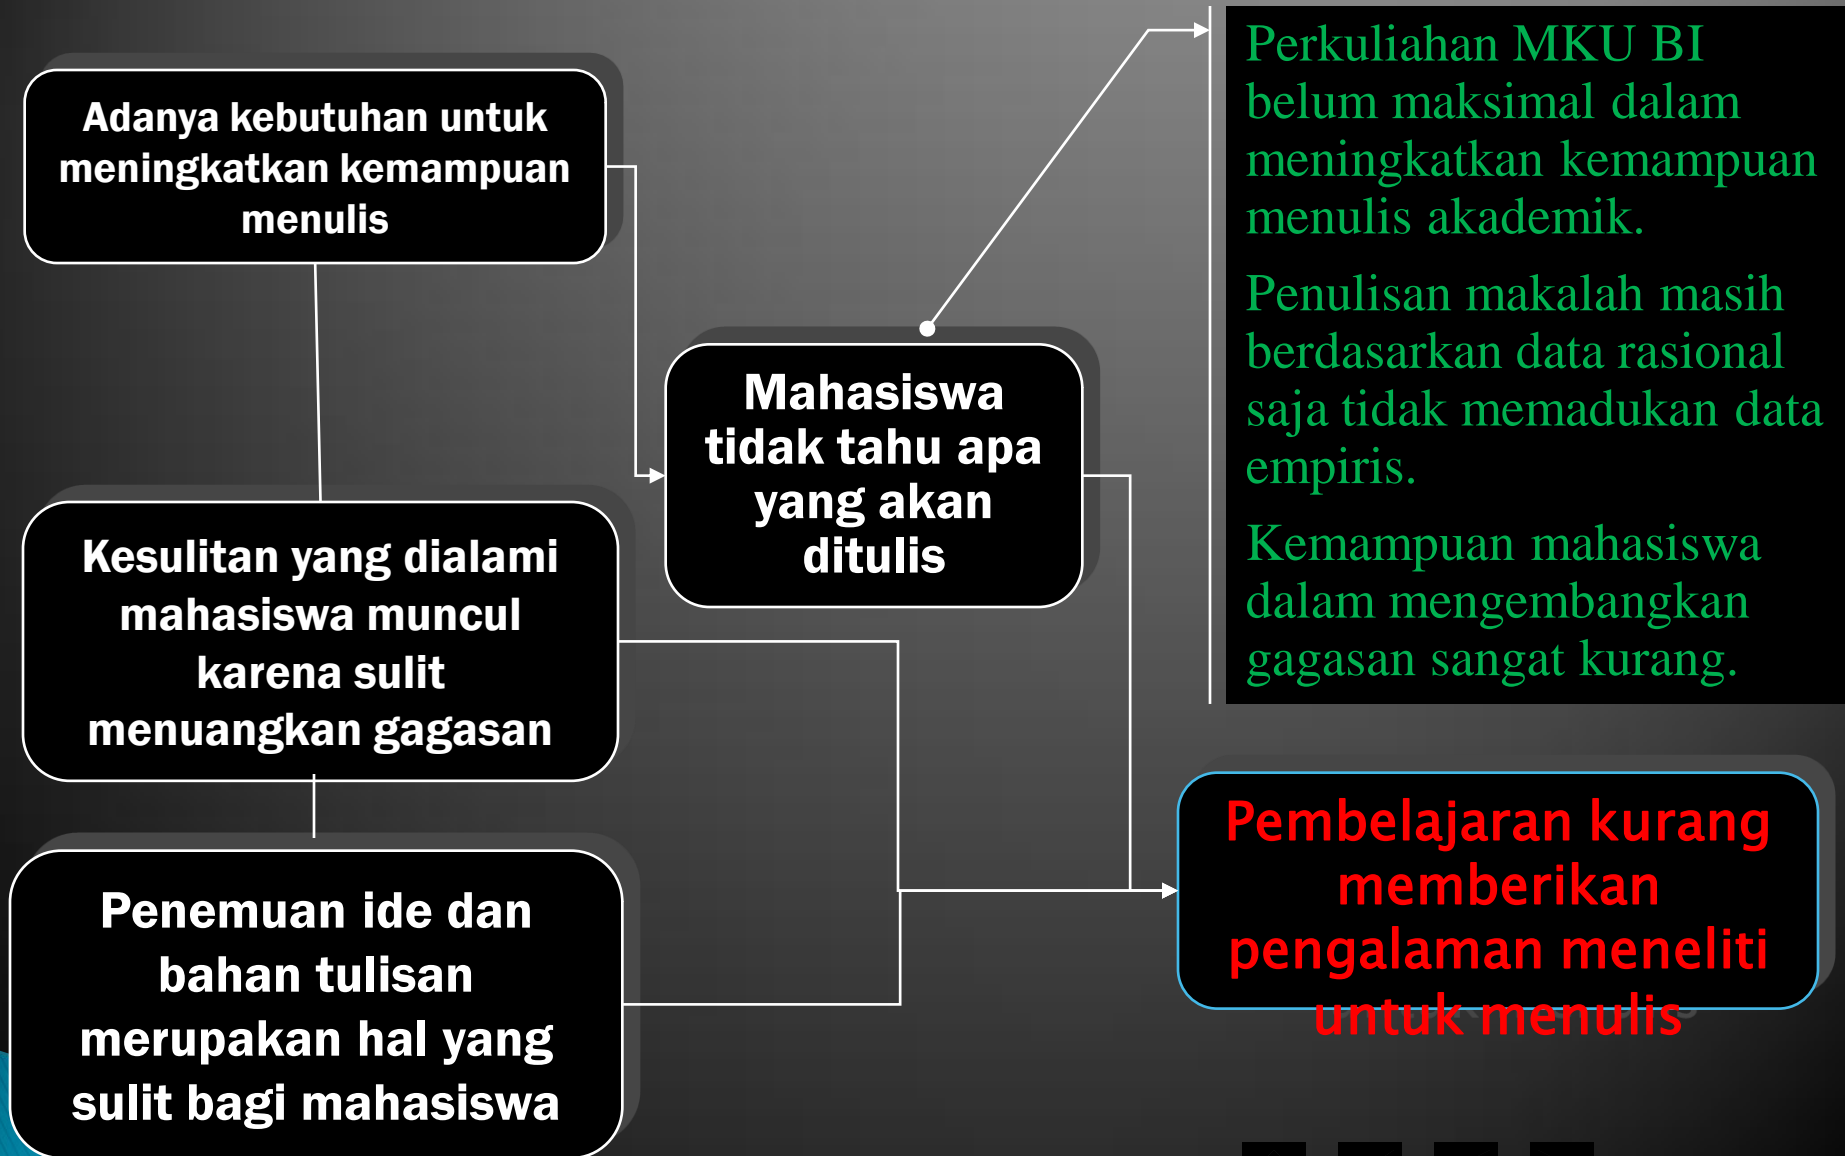 Adanya kebutuhan untuk
meningkatkan kemampuan
menulis
Kesulitan yang dialami
mahasiswa muncul
karena sulit
menuangkan gagasan
Penemuan ide dan
bahan tulisan
merupakan hal yang
sulit bagi mahasiswa
Mahasiswa
tidak tahu apa
yang akan
ditulis
Perkuliahan MKU BI
belum maksimal dalam
meningkatkan kemampuan
menulis akademik.
Penulisan makalah masih
berdasarkan data rasional
saja tidak memadukan data
empiris.
Kemampuan mahasiswa
dalam mengembangkan
gagasan sangat kurang.
Pembelajaran kurang
memberikan
pengalaman meneliti
untuk menulis